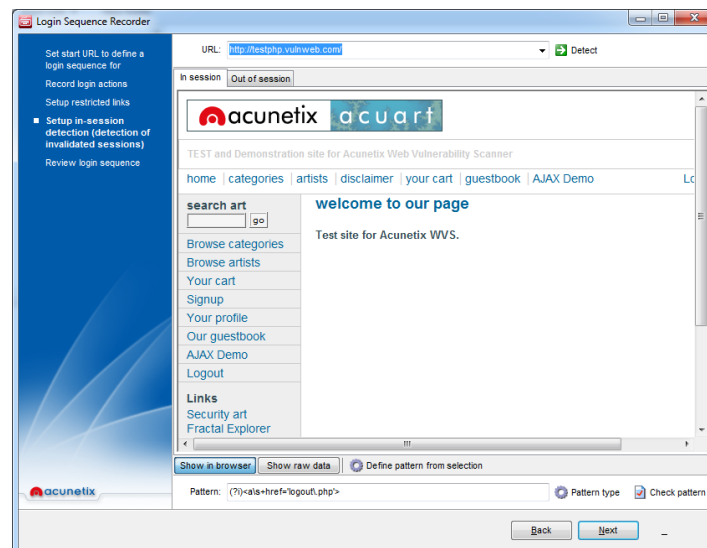 Login Sequence Recorder
Set start URL to define a
login sequence for
Record login actions
Setup restricted links
Setup in-session
detection (detection of
invalidated sessions)
Review login sequence
URL: http://testphp.vulnweb.com/
Detect
In session Out of session
acunetix acuart
TEST and Demonstration site for Acunetix Web Vulnerability Scanner
home | categories | artists | disclaimer | your cart | guestbook | AJAX Demo
search art
go
Browse categories
Browse artists
Your cart
Signup
Your profile
Our guestbook
AJAX Demo
Logout
Links
Security art
Fractal Explorer
welcome to our page
Test site for Acunetix WVS.
Show in browser Show raw data Define pattern from selection
Pattern: (?i)<a\s+href='logout\.php'>
Pattern type Check pattern
acunetix
Back Next